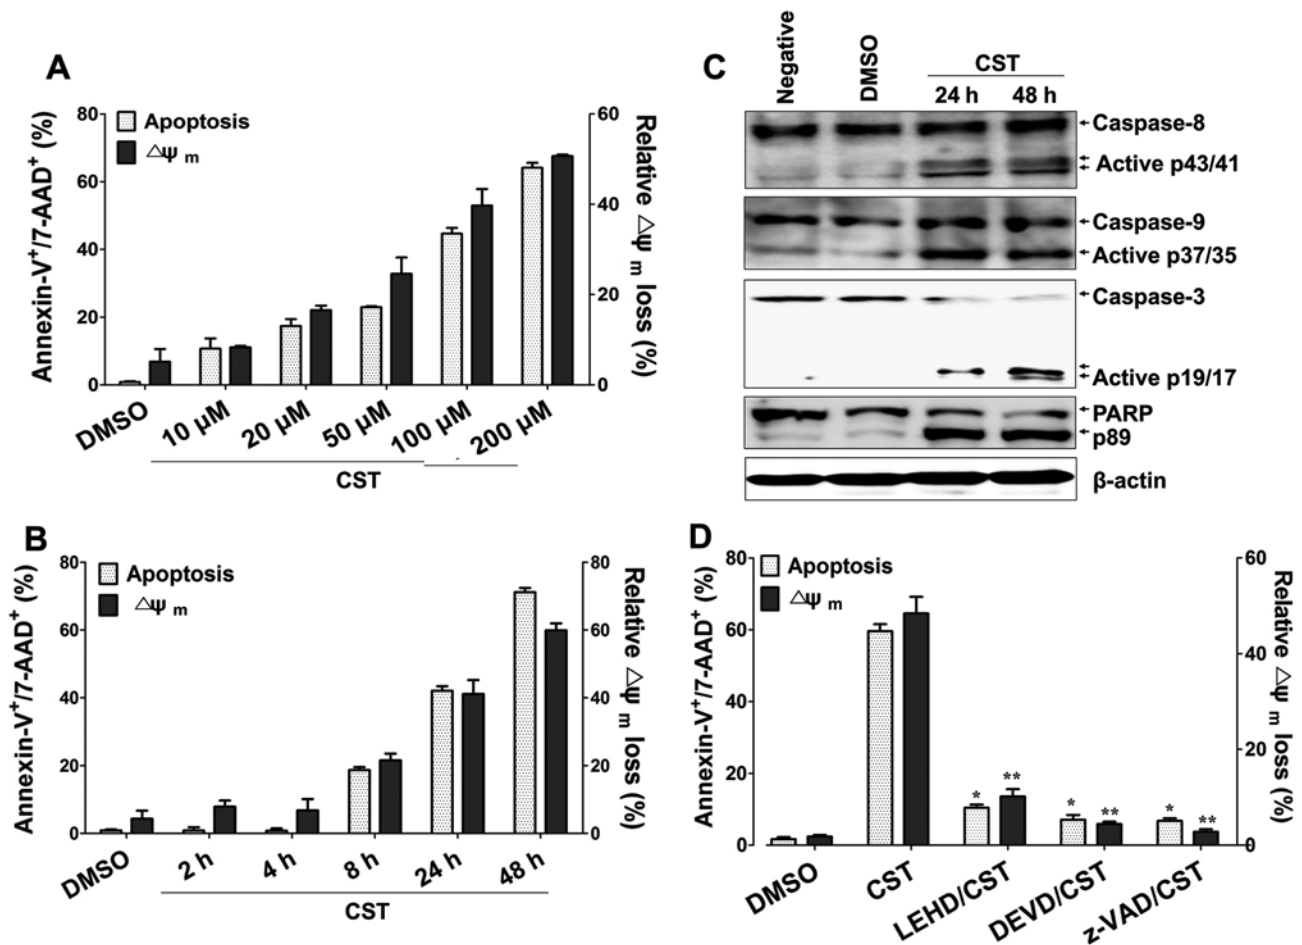 A
Annexin-V⁺/7-AAD⁺ (%)
80
60
40
20
0
Apoptosis
△Ψ m
60
40
20
0
Relative △Ψ m loss (%)
DMSO
10 μM
20 μM
50 μM
100 μM
200 μM
CST
B
Annexin-V⁺/7-AAD⁺ (%)
80
60
40
20
0
Apoptosis
△Ψ m
80
60
40
20
0
Relative △Ψ m loss (%)
DMSO
2 h
4 h
8 h
24 h
48 h
CST
C
Negative
DMSO
CST
24 h
48 h
Caspase-8
Active p43/41
Caspase-9
Active p37/35
Caspase-3
Active p19/17
PARP
p89
β-actin
D
Annexin-V⁺/7-AAD⁺ (%)
80
60
40
20
0
Apoptosis
△Ψ m
60
40
20
0
Relative △Ψ m loss (%)
* ** * ** * **
DMSO
CST
LEHD/CST
DEVD/CST
z-VAD/CST